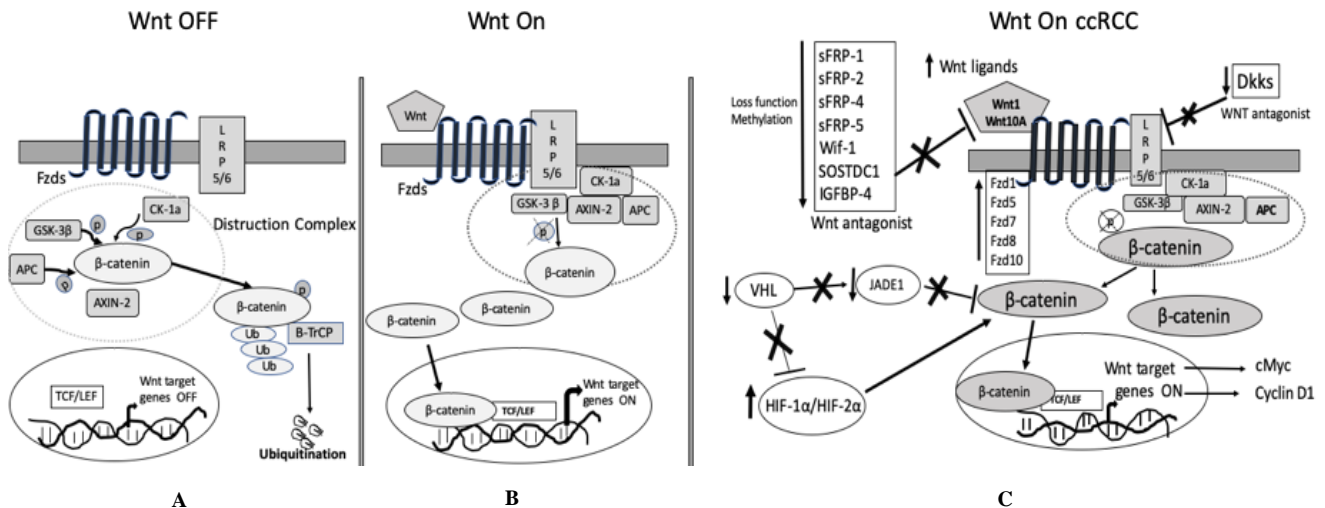 Wnt OFF
L
R
P
5/6
Fzds
CK-1a
Distruction Complex
GSK-3β
p
p
β-catenin
APC
p
AXIN-2
p
β-catenin
B-TrCP
Ub
Ub
Ub
TCF/LEF
Wnt target
genes OFF
Ubiquitination
A
Wnt On
Wnt
L
R
P
5/6
Fzds
CK-1a
GSK-3 β
AXIN-2
APC
p
β-catenin
β-catenin
β-catenin
β-catenin
TCF/LEF
Wnt target
genes ON
B
Wnt On ccRCC
Loss function
Methylation
sFRP-1
sFRP-2
sFRP-4
sFRP-5
Wif-1
SOSTDC1
IGFBP-4
Wnt antagonist
Wnt ligands
Wnt1
Wnt10A
Dkks
WNT antagonist
L
R
P
5/6
Fzd1
Fzd5
Fzd7
Fzd8
Fzd10
CK-1a
GSK-3β
AXIN-2
APC
p
β-catenin
VHL
JADE1
β-catenin
β-catenin
HIF-1α/HIF-2α
β-catenin
TCF/LEF
Wnt target
genes ON
cMyc
Cyclin D1
C